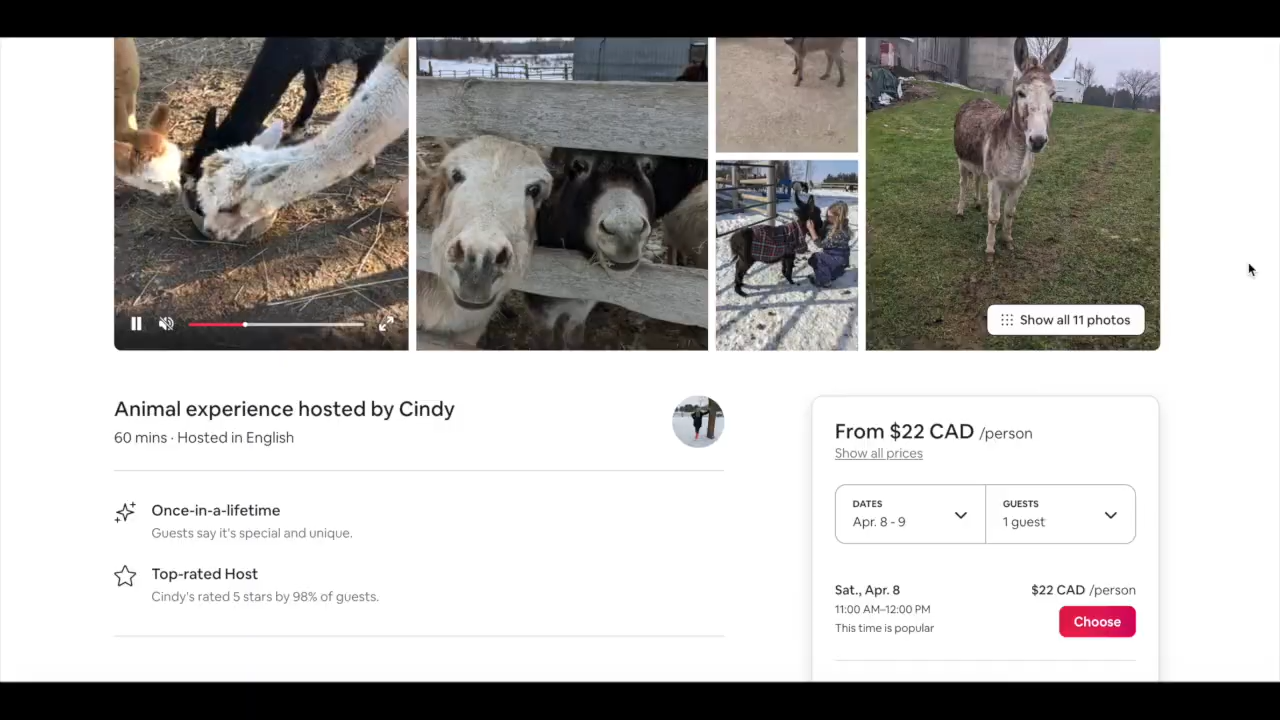 Show all 11 photos
Animal experience hosted by Cindy
60 mins · Hosted in English
Once-in-a-lifetime
Guests say it's special and unique.
Top-rated Host
Cindy's rated 5 stars by 98% of guests.
From $22 CAD /person
Show all prices
DATES
Apr. 8 - 9
GUESTS
1 guest
Sat., Apr. 8
$22 CAD /person
11:00 AM–12:00 PM
This time is popular
Choose